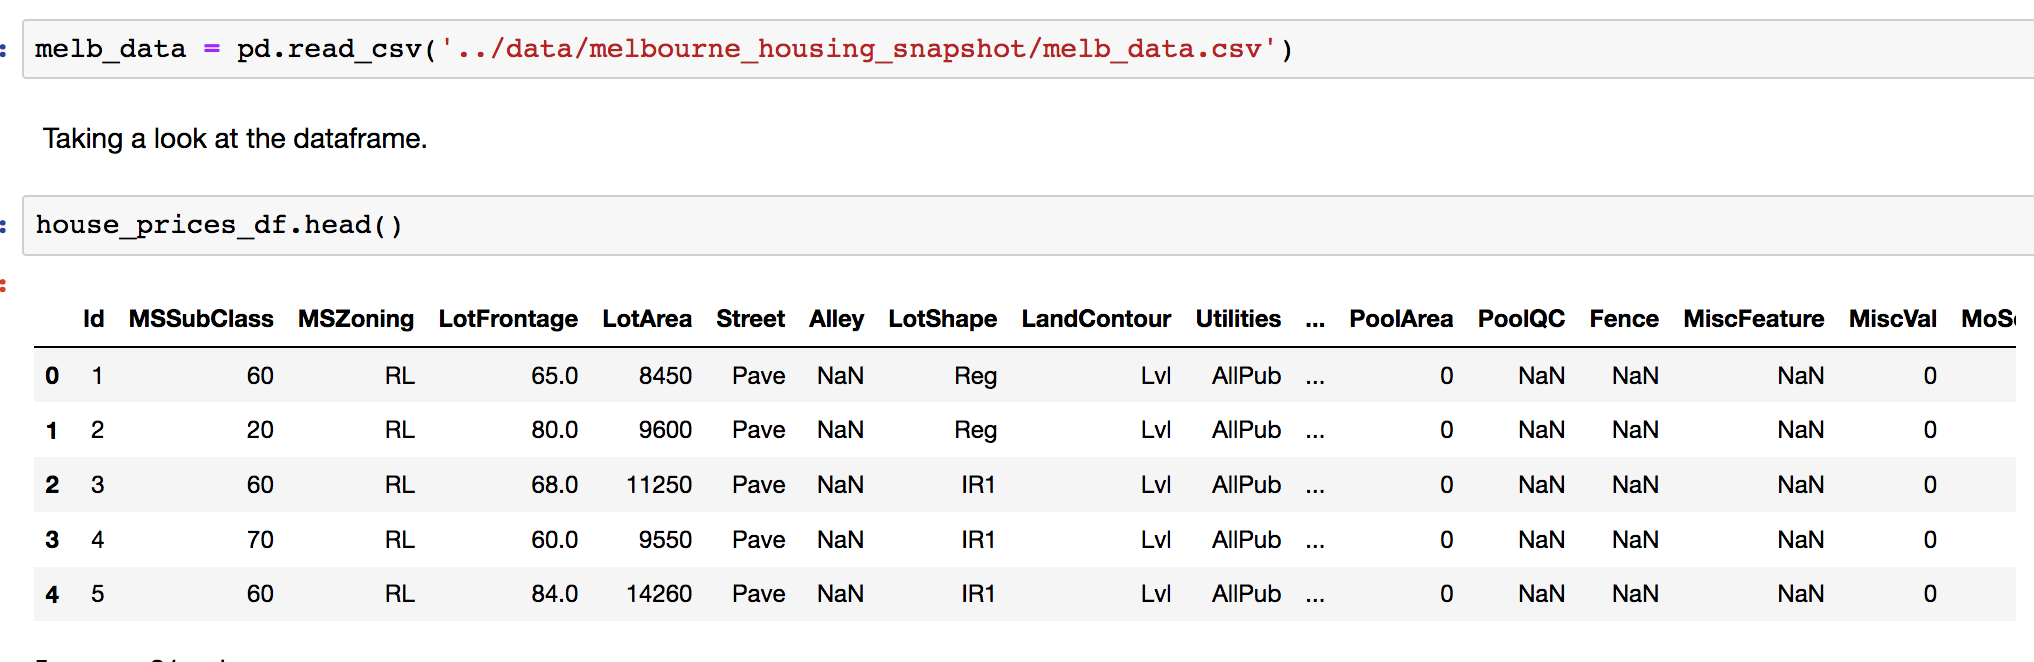 : melb_data = pd.read_csv('../data/melbourne_housing_snapshot/melb_data.csv')
Taking a look at the dataframe.
: house_prices_df.head()
:
Id MSSubClass MSZoning LotFrontage LotArea Street Alley LotShape LandContour Utilities ... PoolArea PoolQC Fence MiscFeature MiscVal
0 1 60 RL 65.0 8450 Pave NaN Reg Lvl AllPub ... 0 NaN NaN NaN 0
1 2 20 RL 80.0 9600 Pave NaN Reg Lvl AllPub ... 0 NaN NaN NaN 0
2 3 60 RL 68.0 11250 Pave NaN IR1 Lvl AllPub ... 0 NaN NaN NaN 0
3 4 70 RL 60.0 9550 Pave NaN IR1 Lvl AllPub ... 0 NaN NaN NaN 0
4 5 60 RL 84.0 14260 Pave NaN IR1 Lvl AllPub ... 0 NaN NaN NaN 0